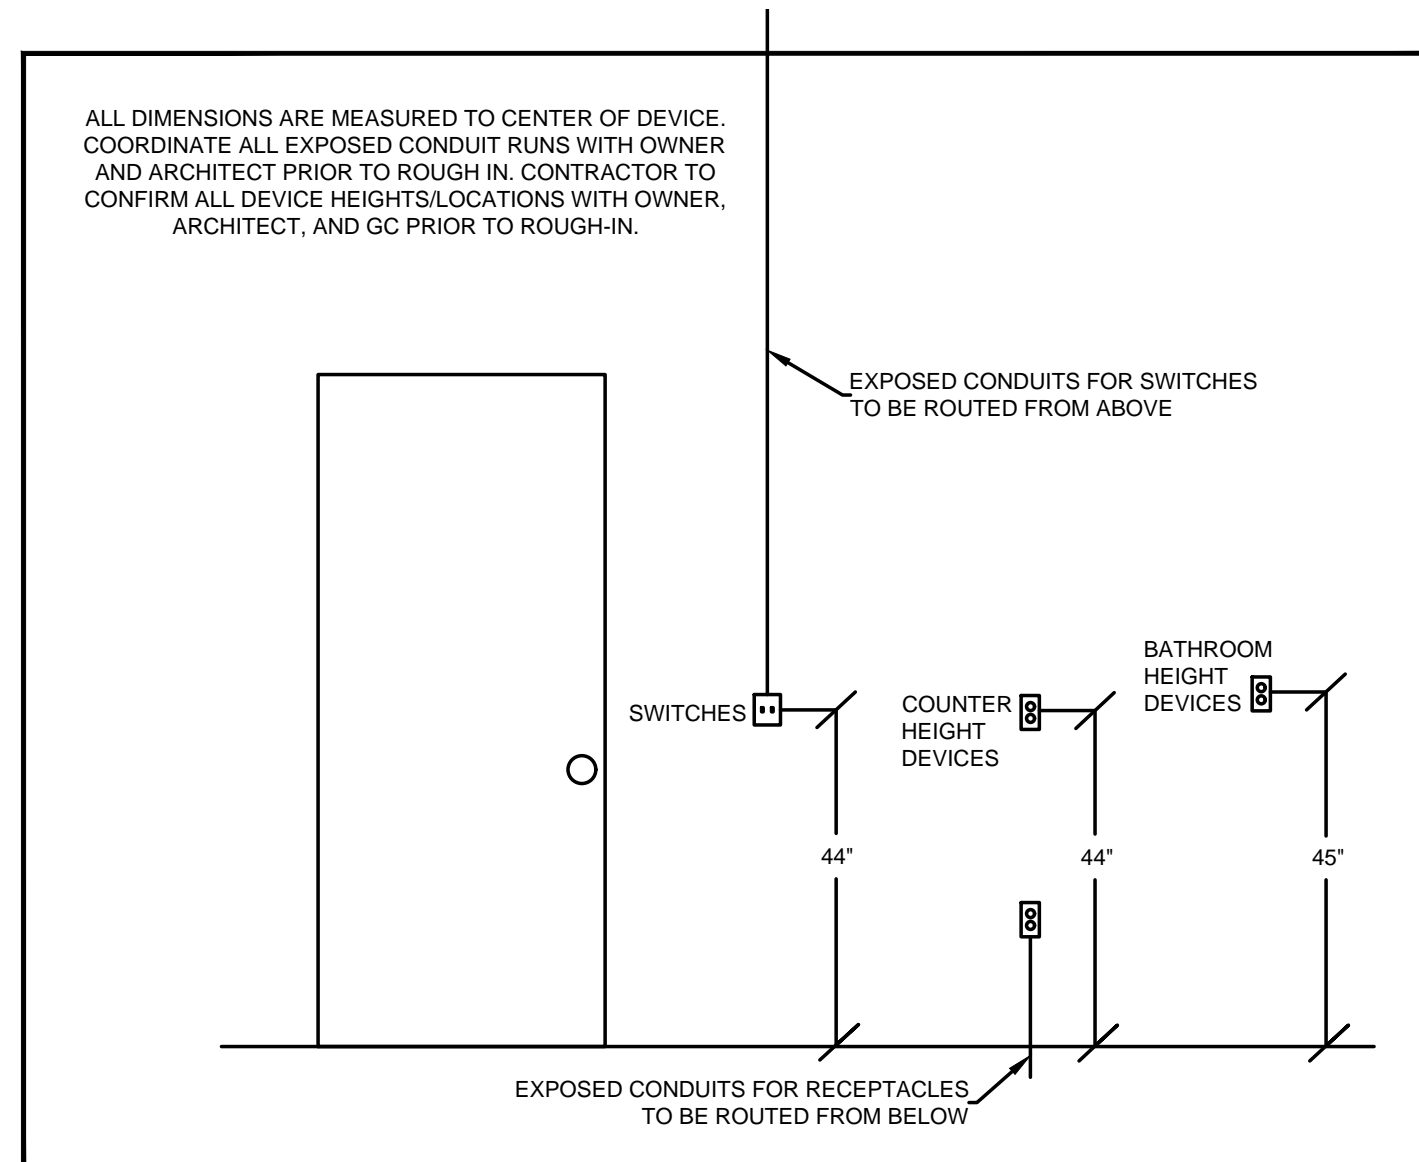 ALL DIMENSIONS ARE MEASURED TO CENTER OF DEVICE.
COORDINATE ALL EXPOSED CONDUIT RUNS WITH OWNER
AND ARCHITECT PRIOR TO ROUGH IN. CONTRACTOR TO
CONFIRM ALL DEVICE HEIGHTS/LOCATIONS WITH OWNER,
ARCHITECT, AND GC PRIOR TO ROUGH-IN.
EXPOSED CONDUITS FOR SWITCHES
TO BE ROUTED FROM ABOVE
SWITCHES
COUNTER
HEIGHT
DEVICES
BATHROOM
HEIGHT
DEVICES
44"
44"
45"
EXPOSED CONDUITS FOR RECEPTACLES
TO BE ROUTED FROM BELOW